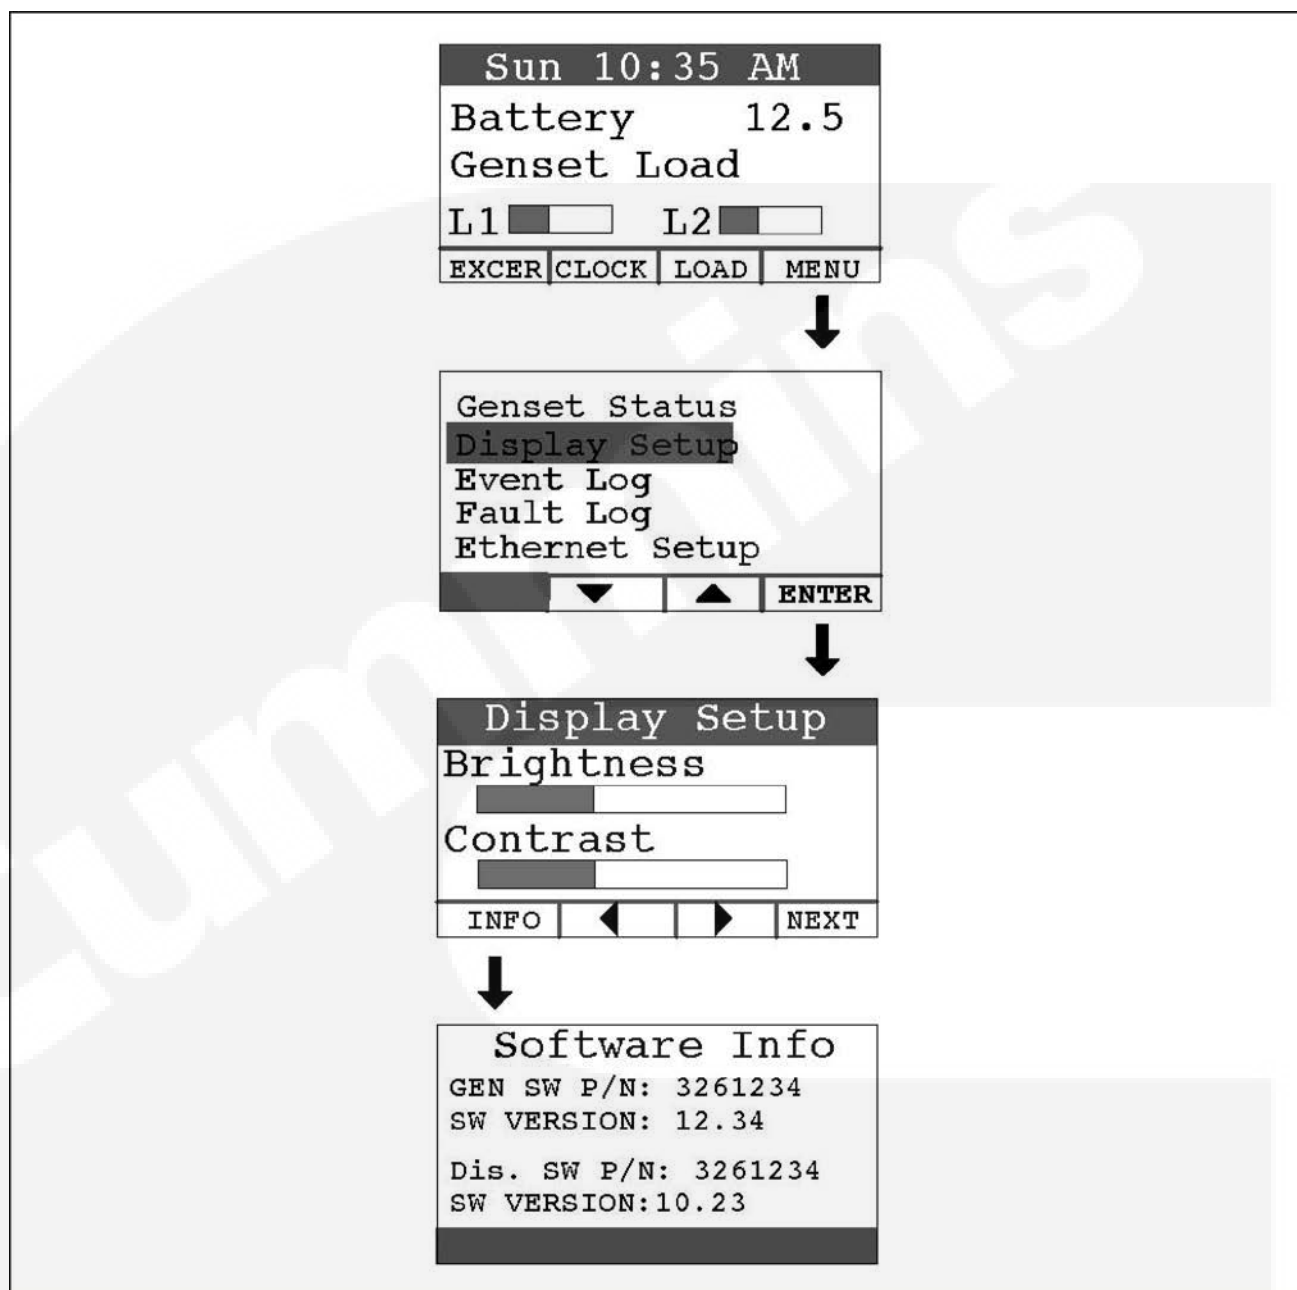 Sun 10:35 AM
Battery 12.5
Genset Load
L1 L2
EXCER CLOCK LOAD MENU
Genset Status
Display Setup
Event Log
Fault Log
Ethernet Setup
ENTER
Display Setup
Brightness
Contrast
INFO NEXT
Software Info
GEN SW P/N: 3261234
SW VERSION: 12.34
Dis. SW P/N: 3261234
SW VERSION:10.23
Cummins